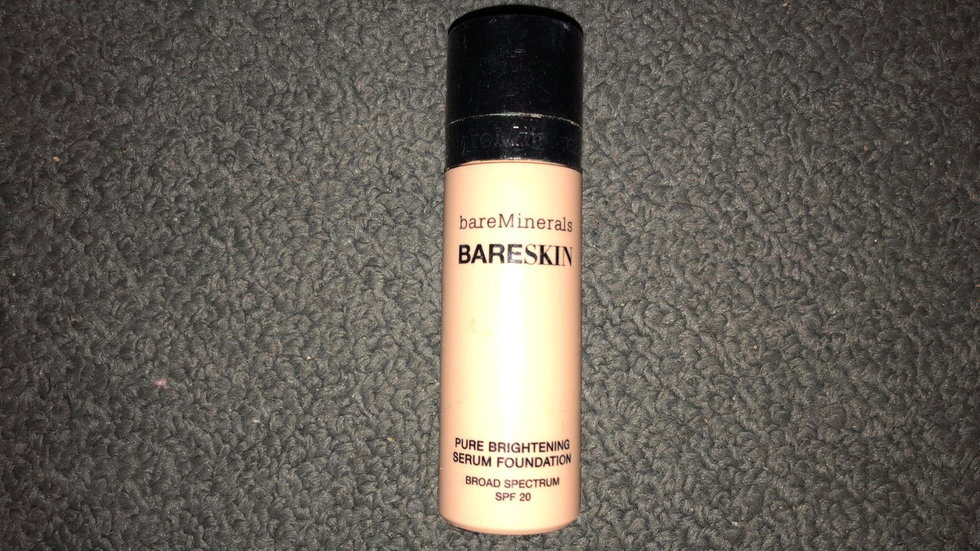 bareMinerals
BARESKIN
PURE BRIGHTENING
SERUM FOUNDATION
BROAD SPECTRUM
SPF 20